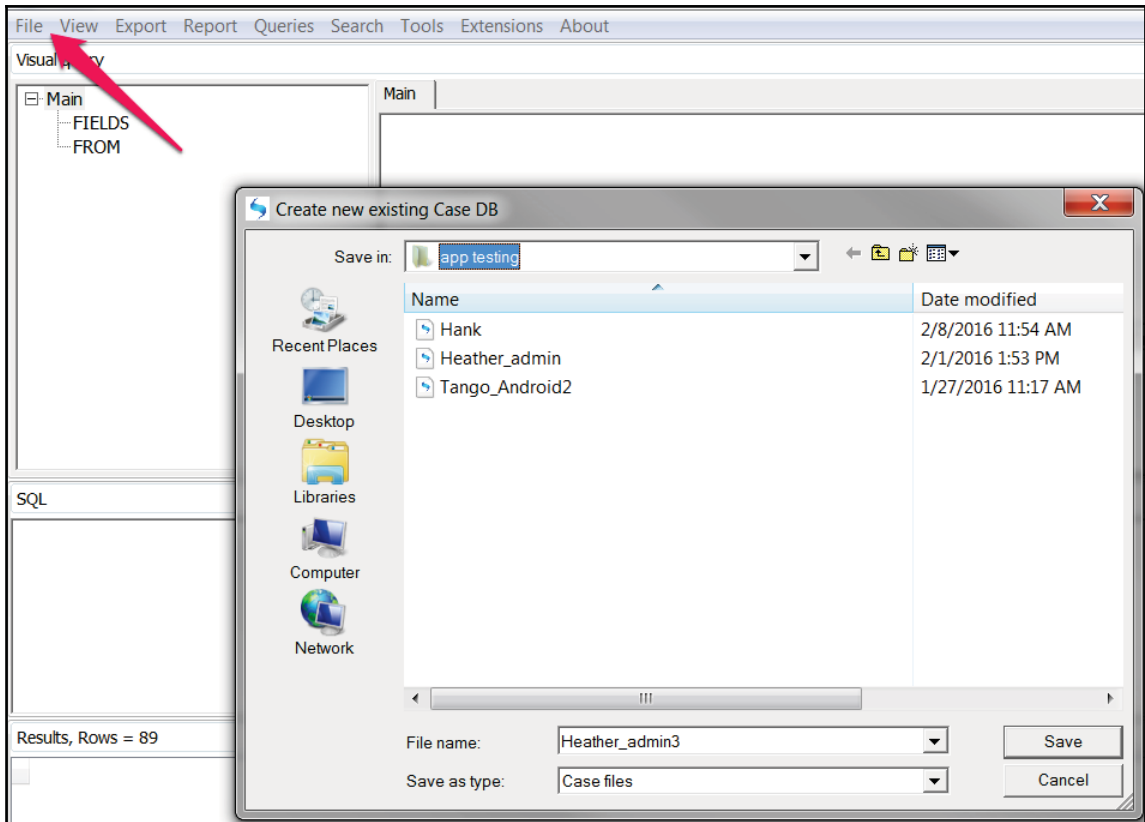 File View Export Report Queries Search Tools Extensions About
Visual query
Main
FIELDS
FROM
Main
Create new existing Case DB
Save in: app testing
Name Date modified
Hank 2/8/2016 11:54 AM
Heather_admin 2/1/2016 1:53 PM
Tango_Android2 1/27/2016 11:17 AM
Recent Places
Desktop
Libraries
Computer
Network
SQL
Results, Rows = 89
File name: Heather_admin3 Save
Save as type: Case files Cancel